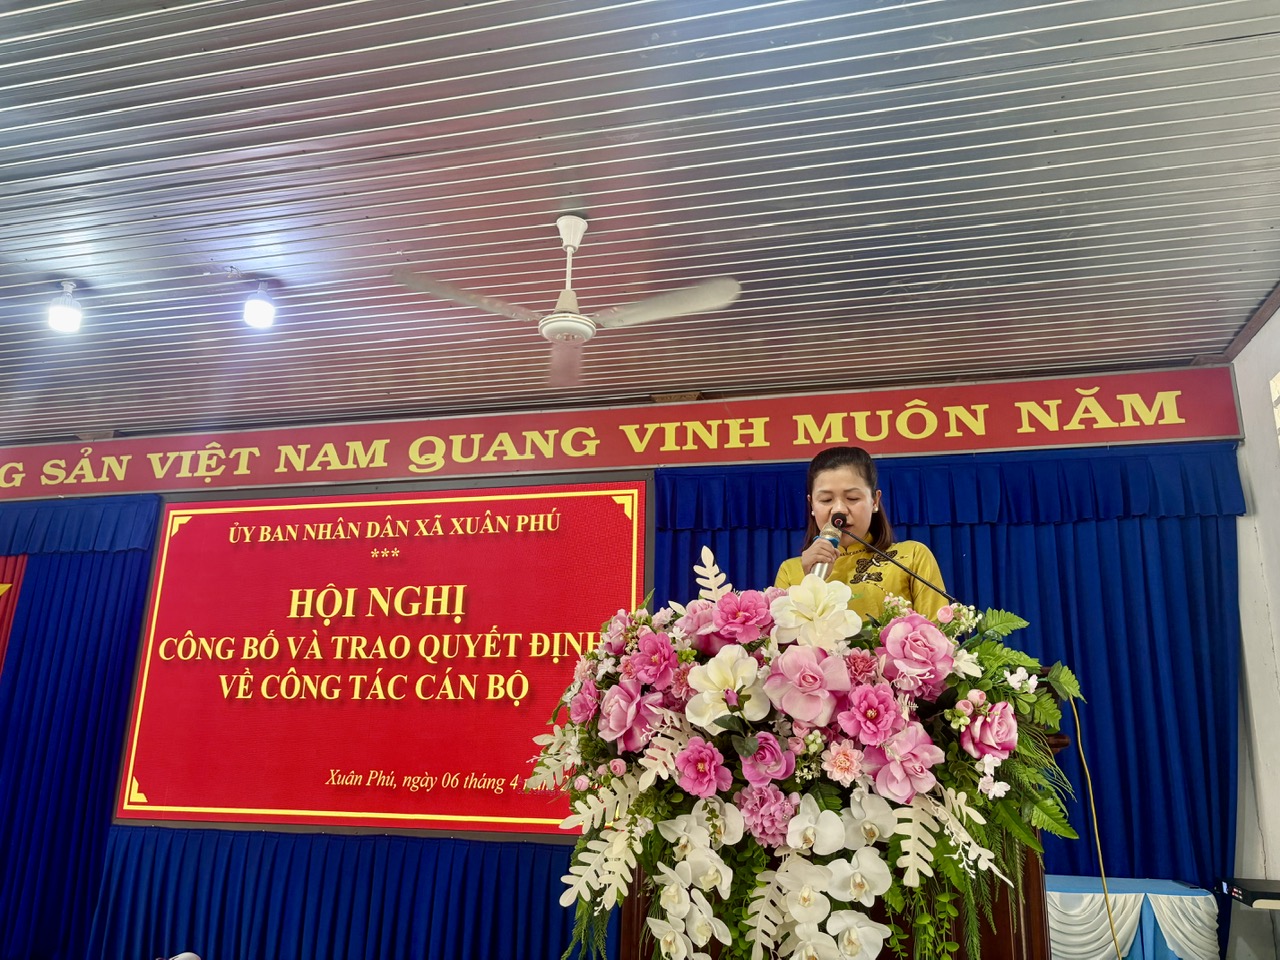 SẢN VIỆT NAM QUANG VINH MUÔN NĂM
ỦY BAN NHÂN DÂN XÃ XUÂN PHÚ
***
HỘI NGHỊ
CÔNG BỐ VÀ TRAO QUYẾT ĐỊNH
VỀ CÔNG TÁC CÁN BỘ
Xuân Phú, ngày 06 tháng 4